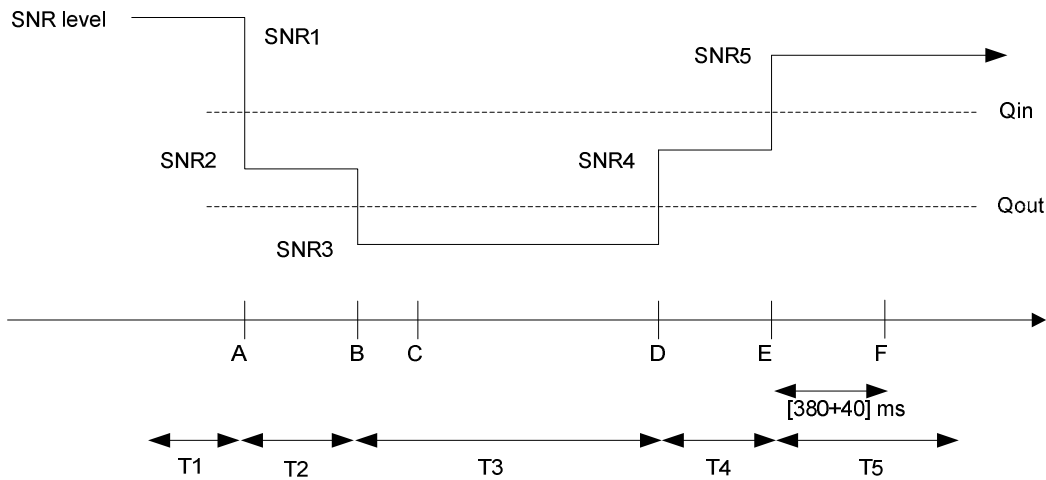 SNR level
SNR1
SNR5
Qin
SNR2
SNR4
Qout
SNR3
A
B
C
D
E
F
[380+40] ms
T1
T2
T3
T4
T5